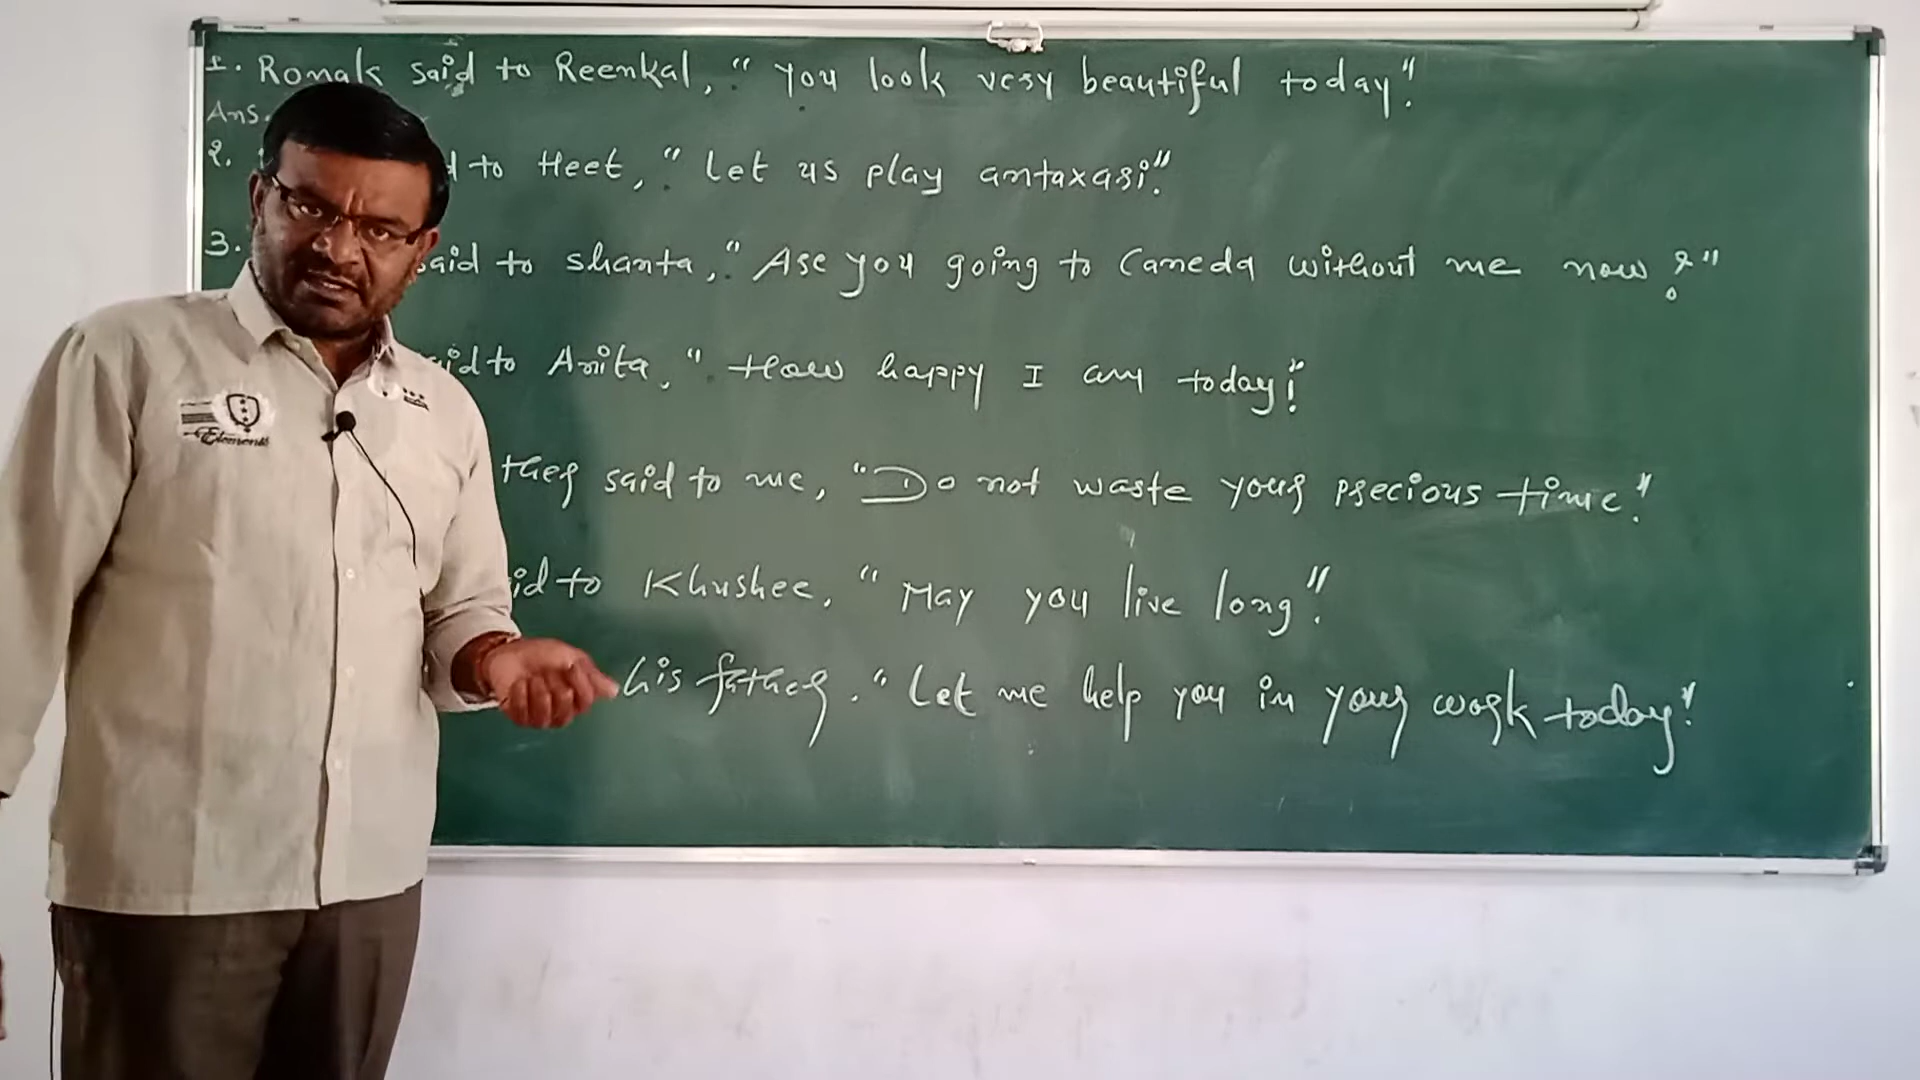 1. Ronak said to Reenkal, "You look very beautiful today."
Ans.
2. d to Heet, "Let us play antaxari."
3. said to Shanta, "Are you going to Caneda without me now?"
said to Anita, "How happy I am today!"
ther said to me, "Do not waste your precious time."
id to Khushee, "May you live long."
his father. "Let me help you in your work today."
Elements